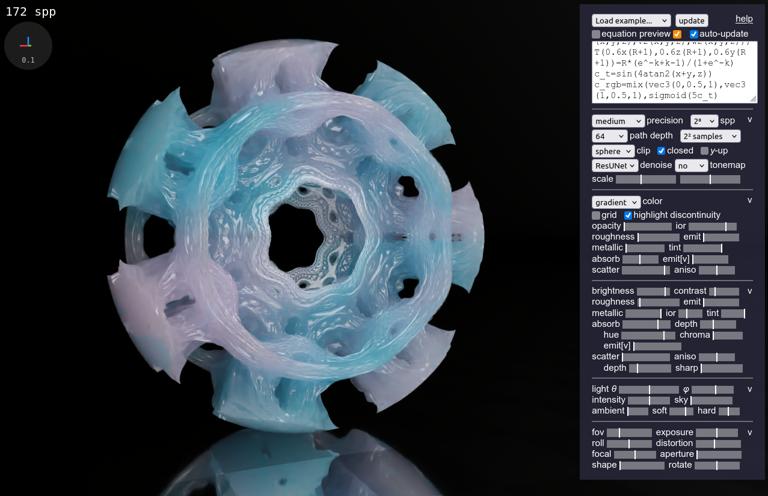 172 spp
0.1
Load example... update help
equation preview auto-update
T(0.6x(R+1),0.6z(R+1),0.6y(R
+1))=R*(e^-k+k-1)/(1+e^-k)
c_t=sin(4atan2(x+y,z))
c_rgb=mix(vec3(0,0.5,1),vec3
(1,0.5,1),sigmoid(5c_t)
medium precision spp v
64 path depth 2² samples
sphere clip closed y-up
ResUNet denoise no tonemap
scale
gradient color v
grid highlight discontinuity
opacity ior
roughness emit
metallic tint
absorb emit[v]
scatter aniso
brightness contrast v
roughness emit
metallic ior tint
absorb depth
hue chroma
emit[v]
scatter aniso
depth sharp
light θ φ v
intensity sky
ambient soft hard
fov exposure v
roll distortion
focal aperture
shape rotate